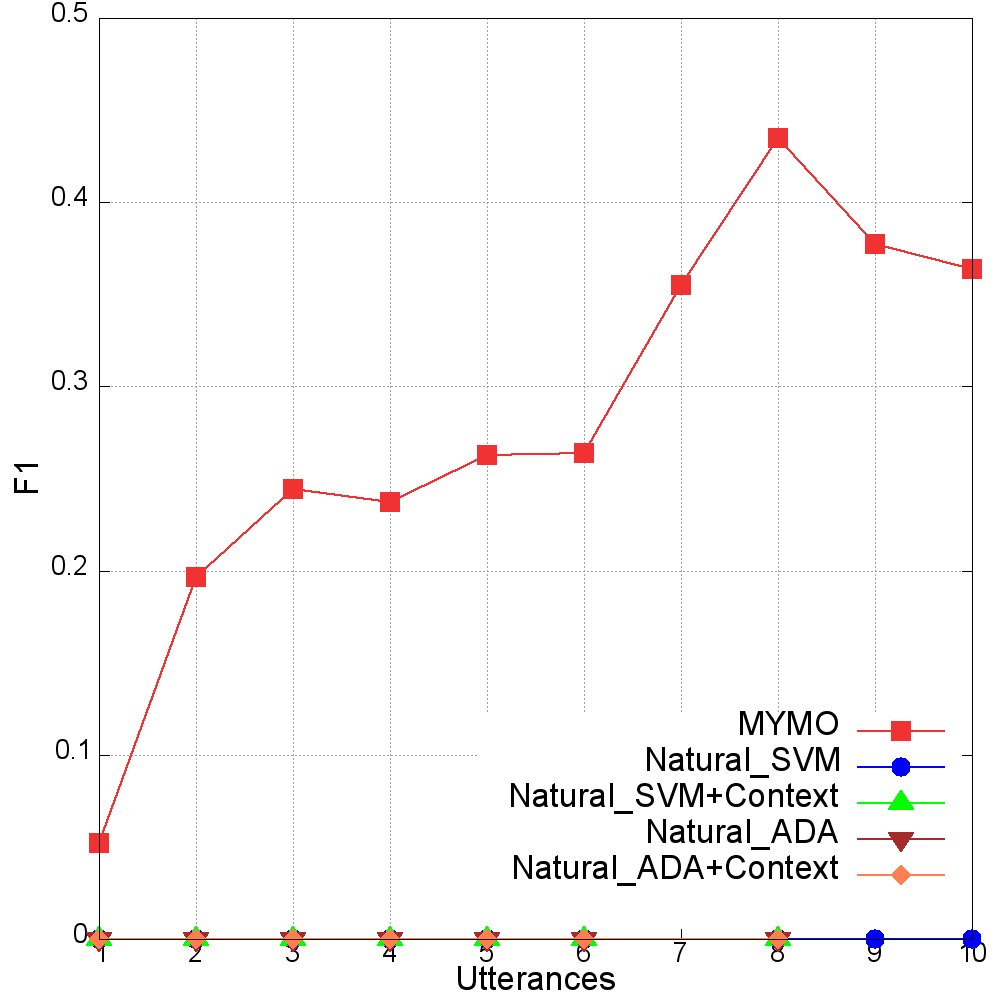 0.5
0.4
0.3
0.2
0.1
0
F1
MYMO
Natural_SVM
Natural_SVM+Context
Natural_ADA
Natural_ADA+Context
1 2 3 4 5 6 7 8 9 10
Utterances